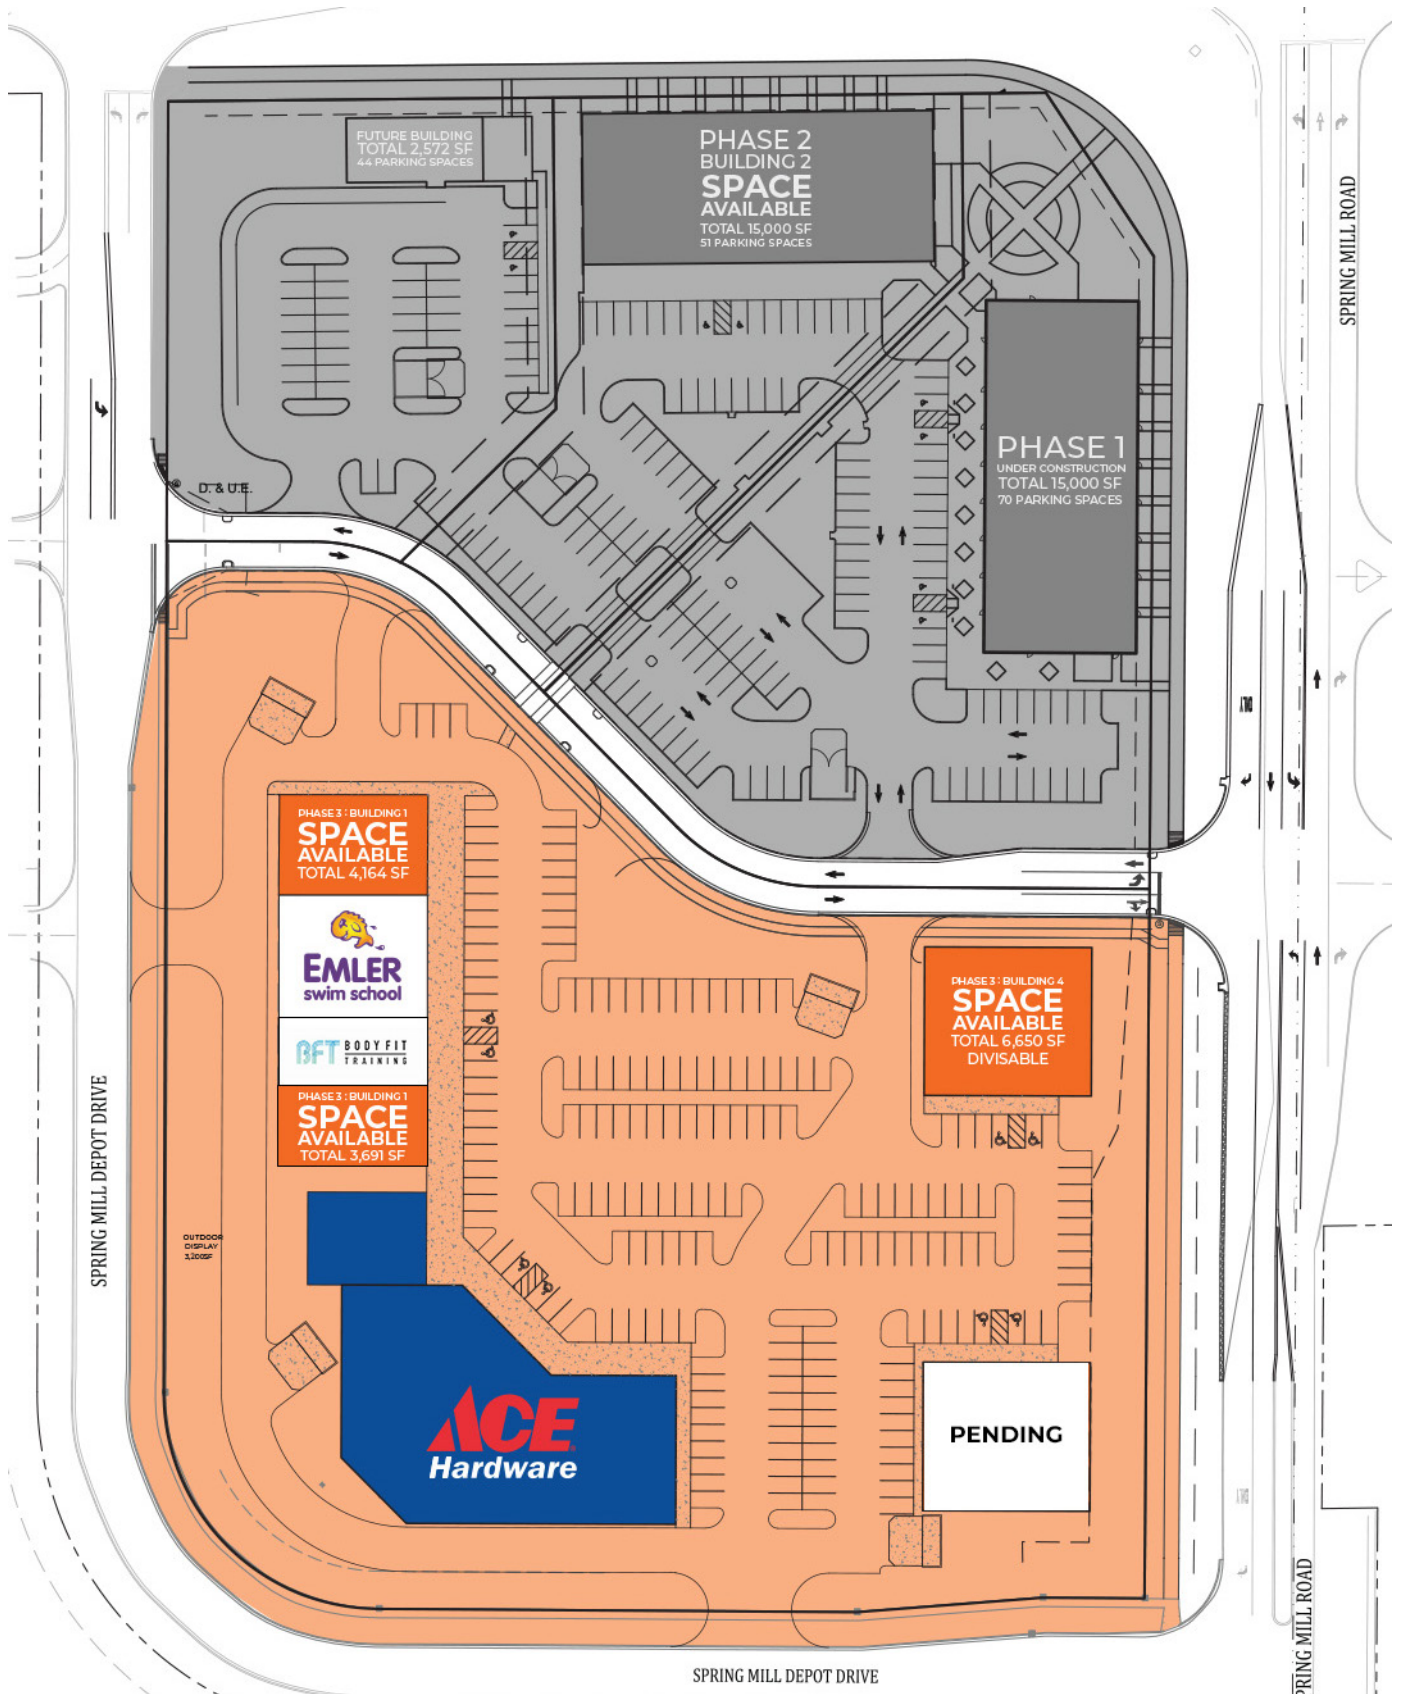 FUTURE BUILDING
TOTAL 2,572 SF
44 PARKING SPACES
PHASE 2
BUILDING 2
SPACE
AVAILABLE
TOTAL 15,000 SF
51 PARKING SPACES
SPRING MILL ROAD
PHASE 1
UNDER CONSTRUCTION
TOTAL 15,000 SF
70 PARKING SPACES
D. & U.E.
PHASE 3 : BUILDING 1
SPACE
AVAILABLE
TOTAL 4,164 SF
EMLER
swim school
BFT BODY FIT
TRAINING
PHASE 3 : BUILDING 1
SPACE
AVAILABLE
TOTAL 3,691 SF
PHASE 3 : BUILDING 4
SPACE
AVAILABLE
TOTAL 6,650 SF
DIVISABLE
SPRING MILL DEPOT DRIVE
OUTDOOR
DISPLAY
3,200SF
ACE
Hardware
PENDING
SPRING MILL DEPOT DRIVE
SPRING MILL ROAD